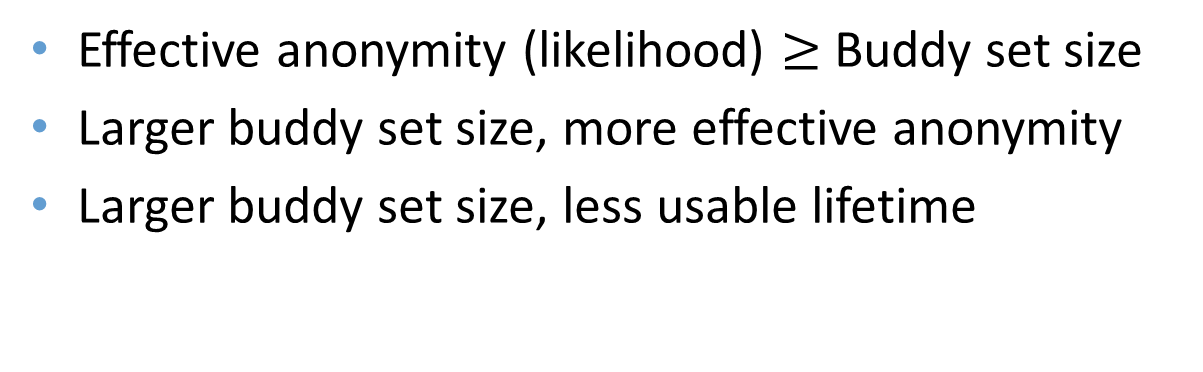 • Effective anonymity (likelihood) ≥ Buddy set size
• Larger buddy set size, more effective anonymity
• Larger buddy set size, less usable lifetime